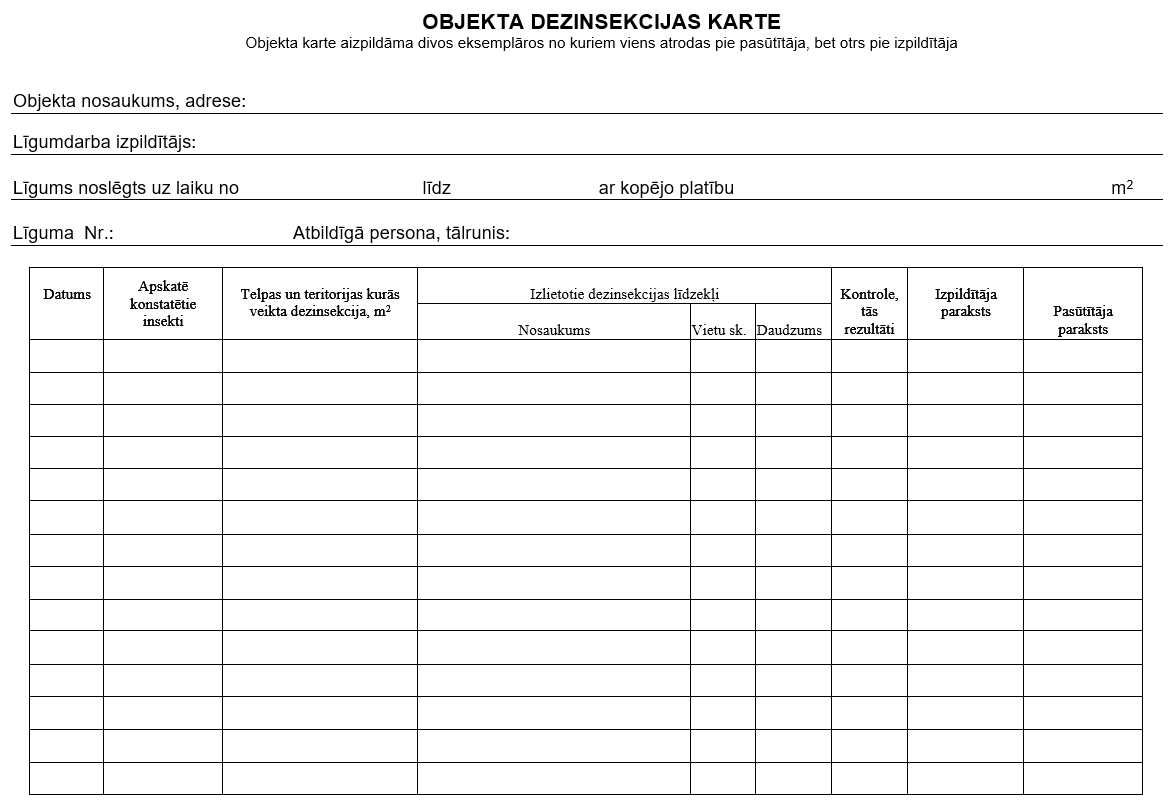 OBJEKTA DEZINSEKCIJAS KARTE
Objekta karte aizpildāma divos eksemplāros no kuriem viens atrodas pie pasūtītāja, bet otrs pie izpildītāja
Objekta nosaukums, adrese:
Līgumdarba izpildītājs:
Līgums noslēgts uz laiku no līdz ar kopējo platību m²
Līguma Nr.: Atbildīgā persona, tālrunis:
Datums
Apskatē
konstatētie
insekti
Telpas un teritorijas kurās
veikta dezinsekcija, m²
Izlietotie dezinsekcijas līdzekļi
Nosaukums
Vietu sk.
Daudzums
Kontrole,
tās
rezultāti
Izpildītāja
paraksts
Pasūtītāja
paraksts